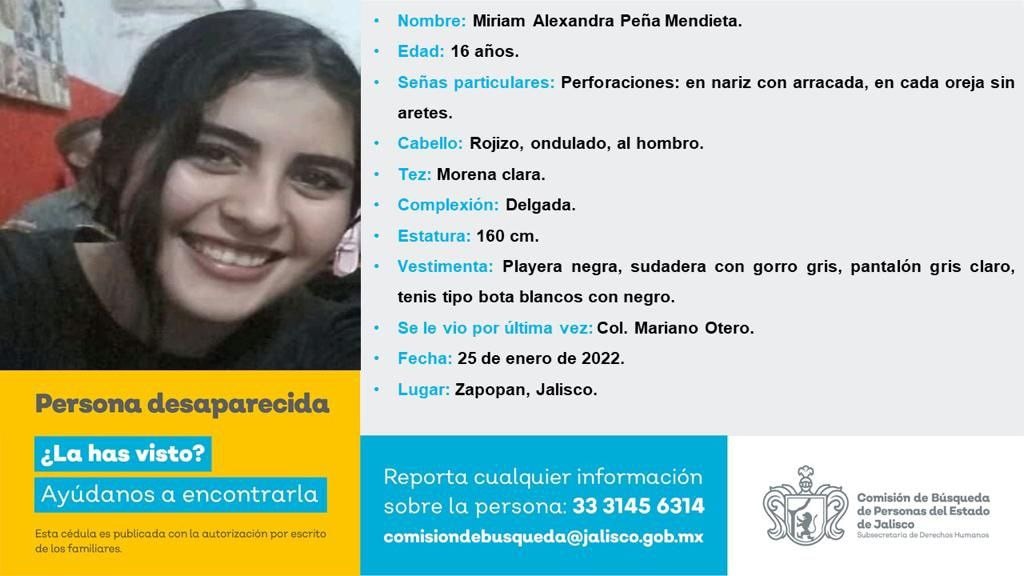 Nombre: Miriam Alexandra Peña Mendieta.
Edad: 16 años.
Señas particulares: Perforaciones: en nariz con arracada, en cada oreja sin
aretes.
Cabello: Rojizo, ondulado, al hombro.
Tez: Morena clara.
Complexión: Delgada.
Estatura: 160 cm.
Vestimenta: Playera negra, sudadera con gorro gris, pantalón gris claro,
tenis tipo bota blancos con negro.
Se le vio por última vez: Col. Mariano Otero.
Fecha: 25 de enero de 2022.
Lugar: Zapopan, Jalisco.
Persona desaparecida
¿La has visto?
Ayúdanos a encontrarla
Esta cédula es publicada con la autorización por escrito
de los familiares.
Reporta cualquier información
sobre la persona: 33 3145 6314
comisiondebusqueda@jalisco.gob.mx
Comisión de Búsqueda
de Personas del Estado
de Jalisco
Subsecretaría de Derechos Humanos